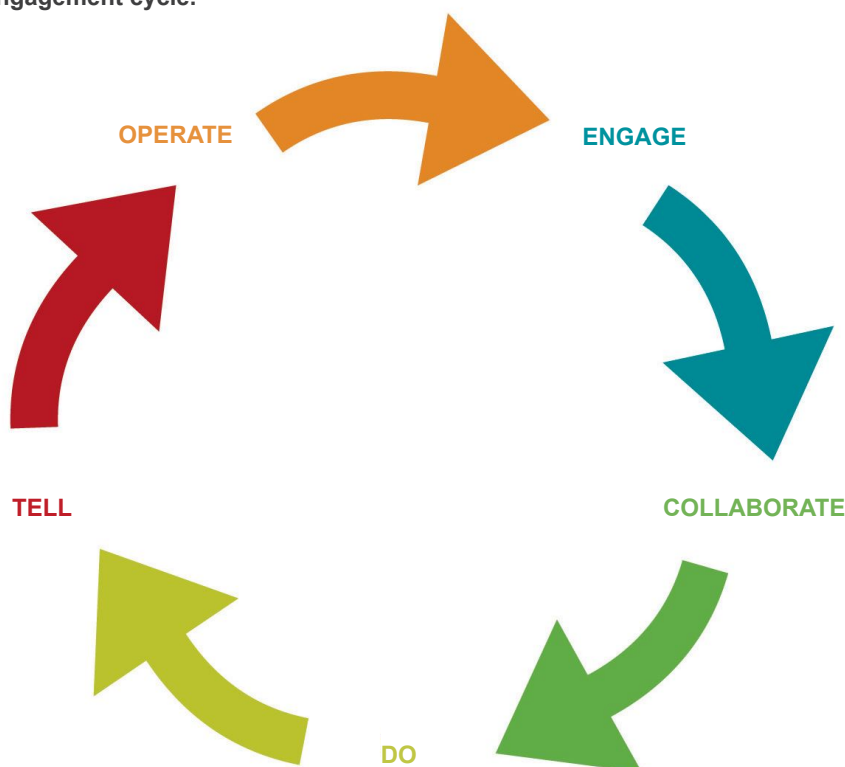 ngagement cycle.
OPERATE
ENGAGE
TELL
COLLABORATE
DO